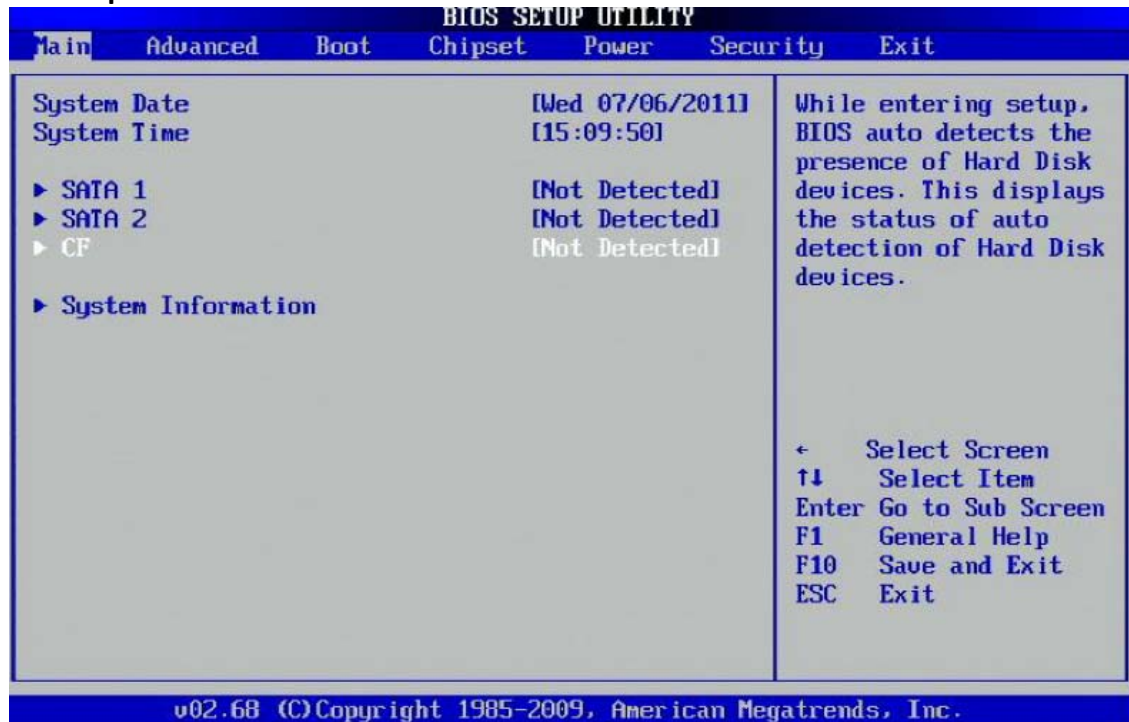 BIOS SETUP UTILITY
Main Advanced Boot Chipset Power Security Exit
System Date [Wed 07/06/2011]
System Time [15:09:50]
▶ SATA 1 [Not Detected]
▶ SATA 2 [Not Detected]
▶ CF [Not Detected]
▶ System Information
While entering setup,
BIOS auto detects the
presence of Hard Disk
devices. This displays
the status of auto
detection of Hard Disk
devices.
← Select Screen
↑↓ Select Item
Enter Go to Sub Screen
F1 General Help
F10 Save and Exit
ESC Exit
v02.68 (C)Copyright 1985-2009, American Megatrends, Inc.